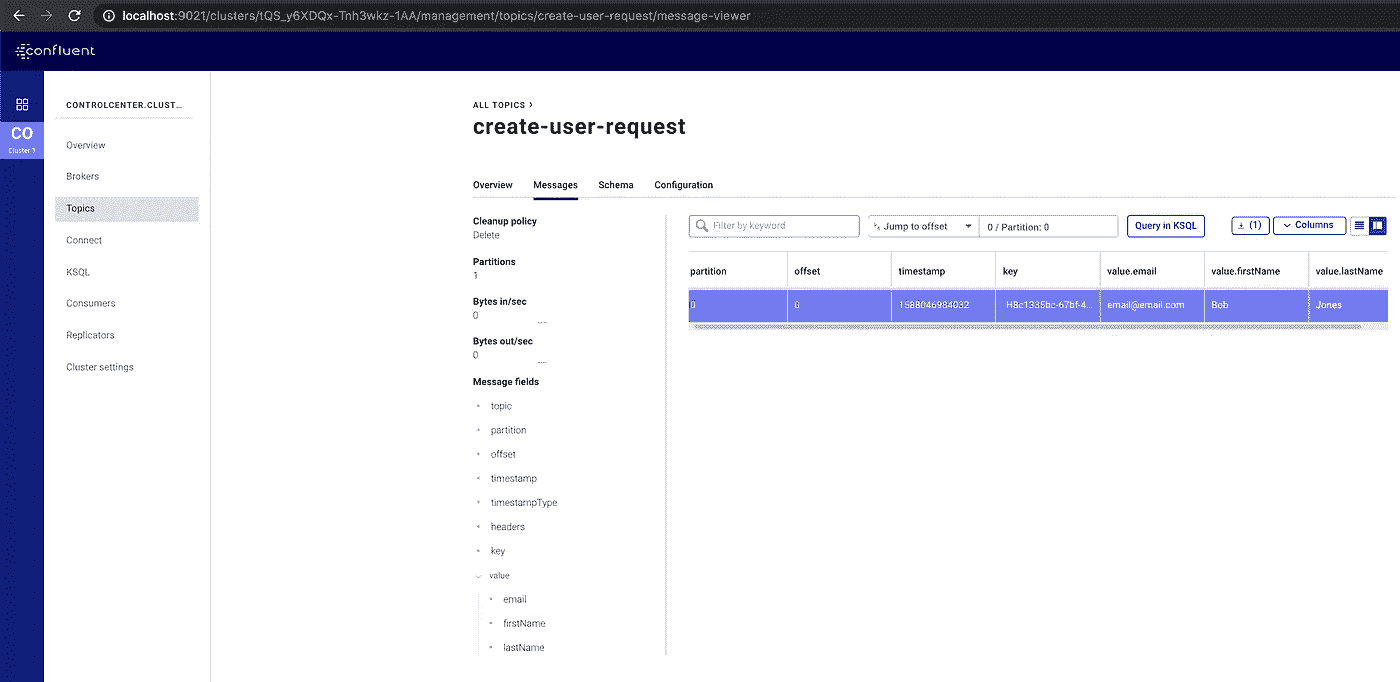 localhost:9021/clusters/tQS_y6XDQx-Tnh3wkz-1AA/management/topics/create-user-request/message-viewer
confluent
CONTROLCENTER.CLUST...
CO
Cluster 1
Overview
Brokers
Topics
Connect
KSQL
Consumers
Replicators
Cluster settings
ALL TOPICS >
create-user-request
Overview Messages Schema Configuration
Cleanup policy
Delete
Partitions
1
Bytes in/sec
0
Bytes out/sec
0
Message fields
topic
partition
offset
timestamp
timestampType
headers
key
value
email
firstName
lastName
Filter by keyword Jump to offset 0 / Partition: 0 Query in KSQL (1) Columns
partition offset timestamp key value.email value.firstName value.lastName
0 0 1588046984032 email@email.com Bob Jones